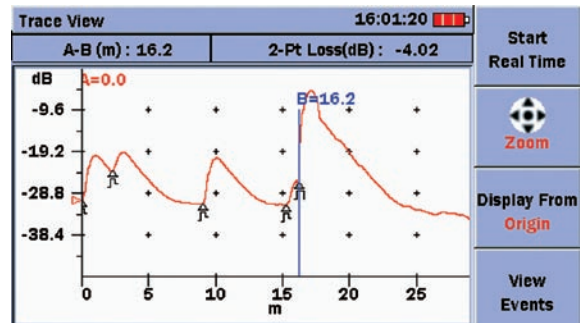 Trace View 16:01:20
A-B (m) : 16.2 2-Pt Loss(dB) : -4.02
dB
A=0.0
B=16.2
-9.6
-19.2
-28.8
-38.4
0 5 10 15 20 25
m
Start
Real Time
Zoom
Display From
Origin
View
Events